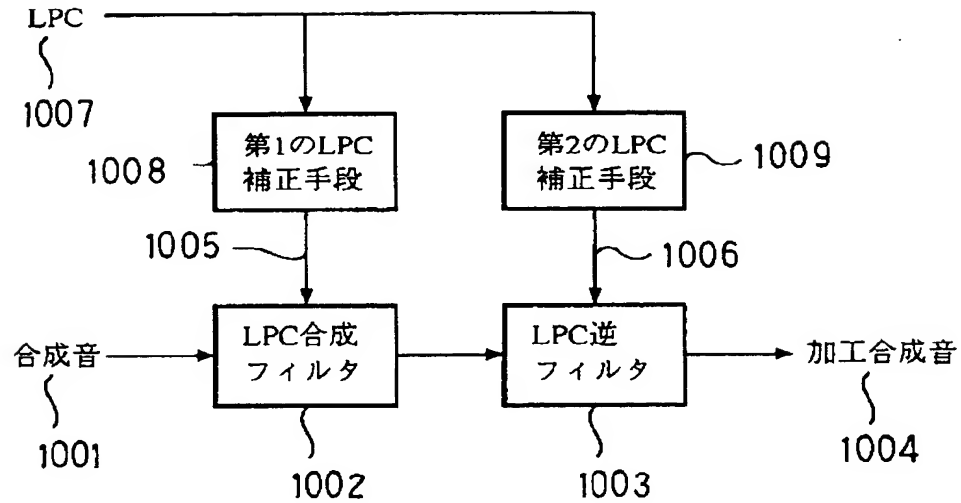 LPC
1007
第1のLPC
補正手段
1008
第2のLPC
補正手段
1009
1005
1006
合成音
1001
LPC合成
フィルタ
1002
LPC逆
フィルタ
1003
加工合成音
1004